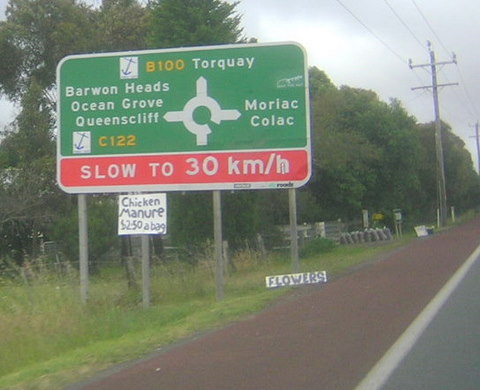 B100 Torquay
Barwon Heads
Ocean Grove
Queenscliff
C122
Moriac
Colac
SLOW TO 30 km/h
roads
Chicken
Manure
$2.50 a bag
FLOWERS